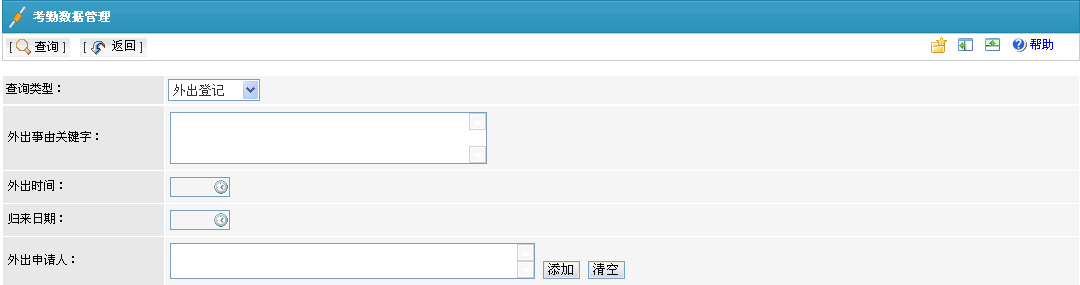 考勤数据管理
[ 查询 ] [ 返回 ] 帮助
查询类型： 外出登记
外出事由关键字：
外出时间：
归来日期：
外出申请人： 添加 清空